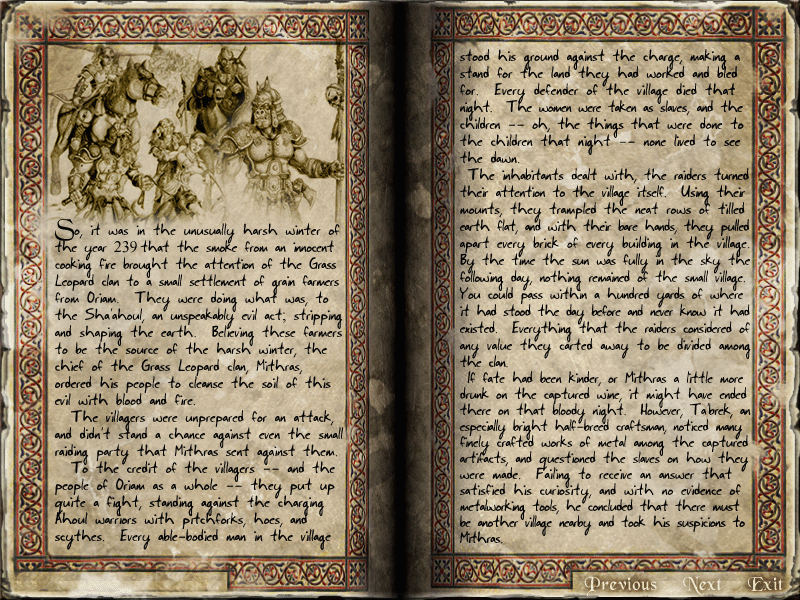 So, it was in the unusually harsh winter of
the year 239 that the smoke from an innocent
cooking fire brought the attention of the Grass
Leopard clan to a small settlement of grain farmers
from Oriam.  They were doing what was, to
the Sha'ahoul, an unspeakably evil act; stripping
and shaping the earth.  Believing these farmers
to be the source of the harsh winter, the
chief of the Grass Leopard clan, Mithras,
ordered his people to cleanse the soil of this
evil with blood and fire.
The villagers were unprepared for an attack,
and didn't stand a chance against even the small
raiding party that Mithras sent against them.
To the credit of the villagers -- and the
people of Oriam as a whole -- they put up
quite a fight, standing against the charging
Ahoul warriors with pitchforks, hoes, and
scythes.  Every able-bodied man in the village
stood his ground against the charge, making a
stand for the land they had worked and bled
for.  Every defender of the village died that
night.  The women were taken as slaves, and the
children -- oh, the things that were done to
the children that night -- none lived to see
the dawn.
The inhabitants dealt with, the raiders turned
their attention to the village itself.  Using their
mounts, they trampled the neat rows of tilled
earth flat, and with their bare hands, they pulled
apart every brick of every building in the village.
By the time the sun was fully in the sky the
following day, nothing remained of the small village.
You could pass within a hundred yards of where
it had stood the day before and never know it had
existed.  Everything that the raiders considered of
any value they carted away to be divided among
the clan.
If fate had been kinder, or Mithras a little more
drunk on the captured wine, it might have ended
there on that bloody night.  However, Ta'brek, an
especially bright half-breed craftsman, noticed many
finely crafted works of metal among the captured
artifacts, and questioned the slaves on how they
were made.  Failing to receive an answer that
satisfied his curiosity, and with no evidence of
metalworking tools, he concluded that there must
be another village nearby and took his suspicions to
Mithras.
Previous Next Exit